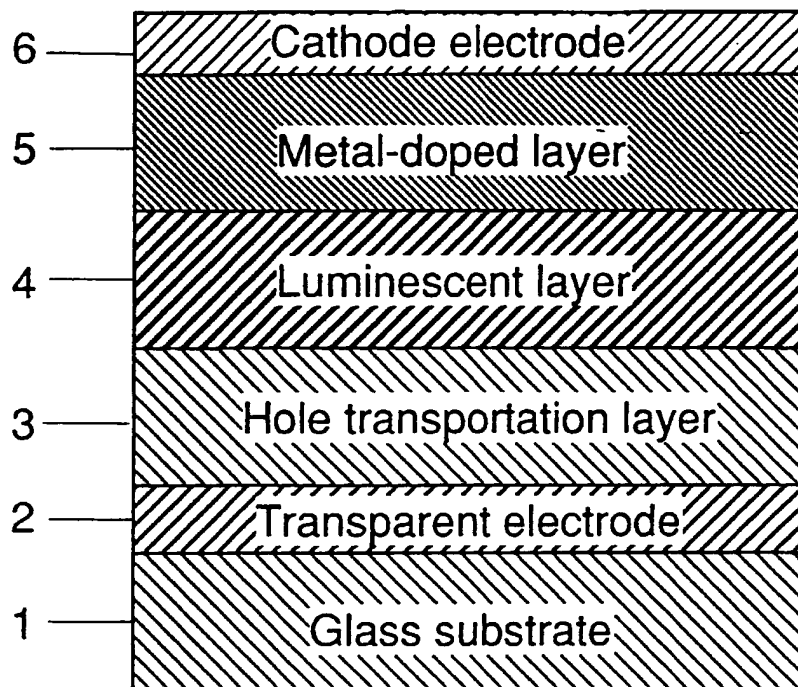 6 Cathode electrode
5 Metal-doped layer
4 Luminescent layer
3 Hole transportation layer
2 Transparent electrode
1 Glass substrate